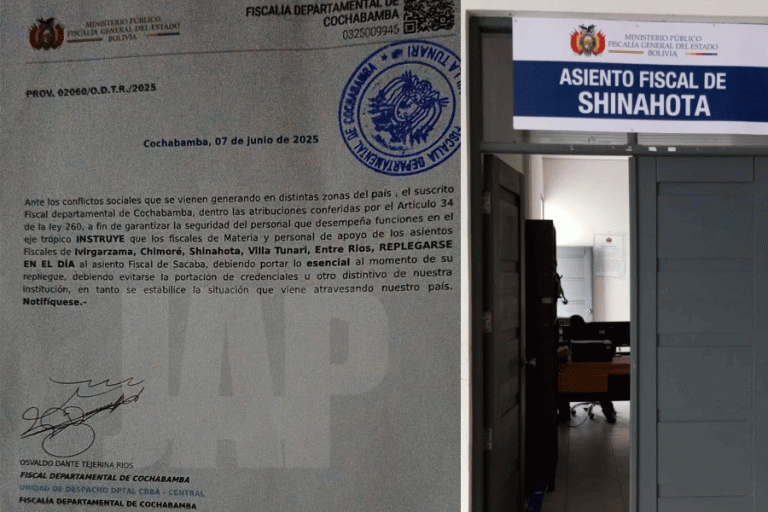 MINISTERIO PÚBLICO
FISCALÍA GENERAL DEL ESTADO
BOLIVIA
FISCALÍA DEPARTAMENTAL DE
COCHABAMBA
0325009945
PROV. 02060/O.D.T.R./2025
Cochabamba, 07 de junio de 2025
FISCALIA DEPARTAMENTAL DE COCHABAMBA
VILLA TUNARI
Ante los conflictos sociales que se vienen generando en distintas zonas del país , el suscrito
Fiscal departamental de Cochabamba, dentro las atribuciones conferidas por el Articulo 34
de la ley 260, a fin de garantizar la seguridad del personal que desempeña funciones en el
eje trópico INSTRUYE que los fiscales de Materia y personal de apoyo de los asientos
Fiscales de Ivirgarzama, Chimoré, Shinahota, Villa Tunari, Entre Rios, REPLEGARSE
EN EL DÍA al asiento Fiscal de Sacaba, debiendo portar lo esencial al momento de su
repliegue, debiendo evitarse la portación de credenciales u otro distintivo de nuestra
institución, en tanto se estabilice la situación que viene atravesando nuestro país.
Notifíquese.-
JAP
OSVALDO DANTE TEJERINA RIOS
FISCAL DEPARTAMENTAL DE COCHABAMBA
UNIDAD DE DESPACHO DPTAL CBBA - CENTRAL
FISCALÍA DEPARTAMENTAL DE COCHABAMBA
MINISTERIO PÚBLICO
FISCALÍA GENERAL DEL ESTADO
BOLIVIA
ASIENTO FISCAL DE
SHINAHOTA